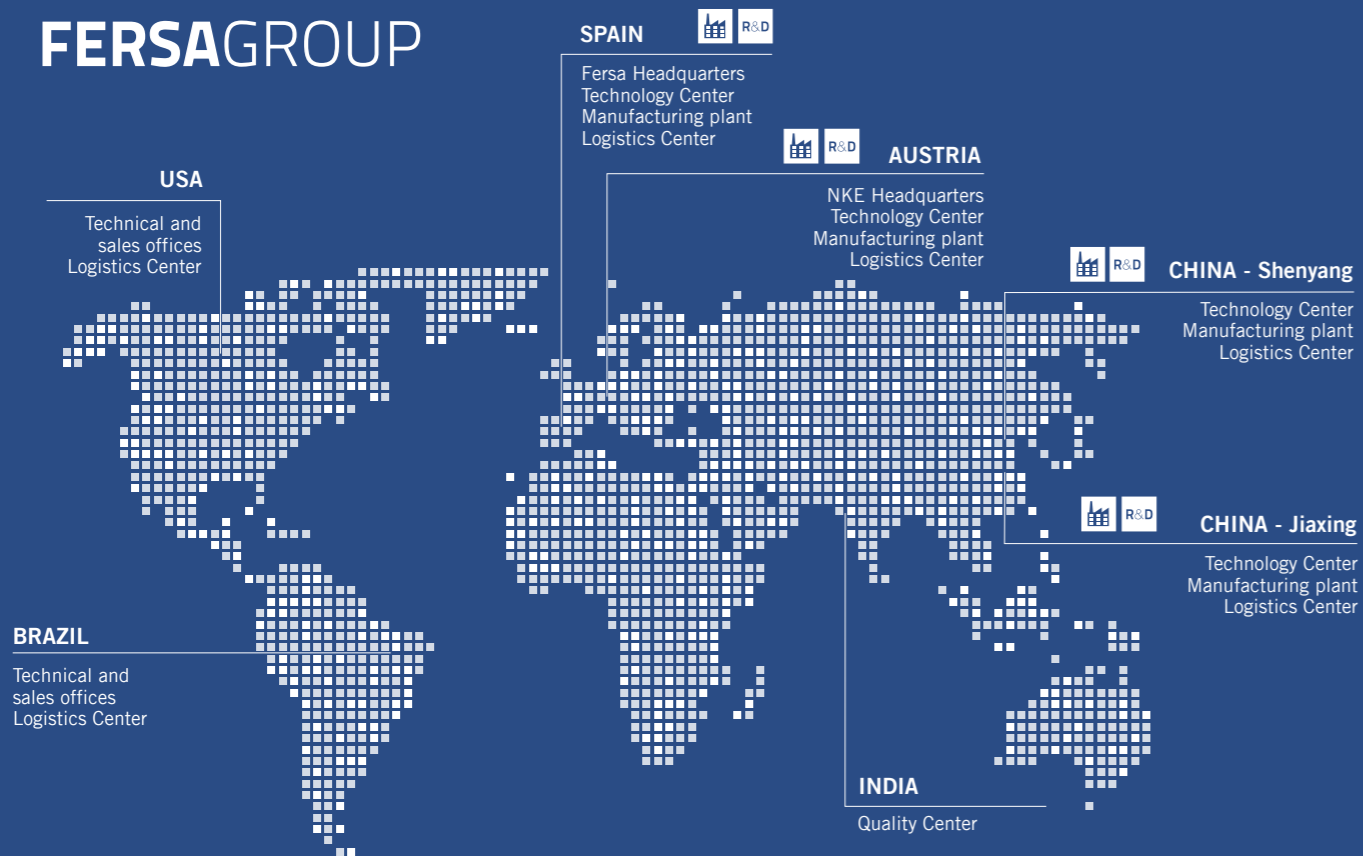 FERSAGROUP
SPAIN
R&D
Fersa Headquarters
Technology Center
Manufacturing plant
Logistics Center
R&D
AUSTRIA
NKE Headquarters
Technology Center
Manufacturing plant
Logistics Center
USA
Technical and
sales offices
Logistics Center
R&D
CHINA - Shenyang
Technology Center
Manufacturing plant
Logistics Center
R&D
CHINA - Jiaxing
Technology Center
Manufacturing plant
Logistics Center
BRAZIL
Technical and
sales offices
Logistics Center
INDIA
Quality Center